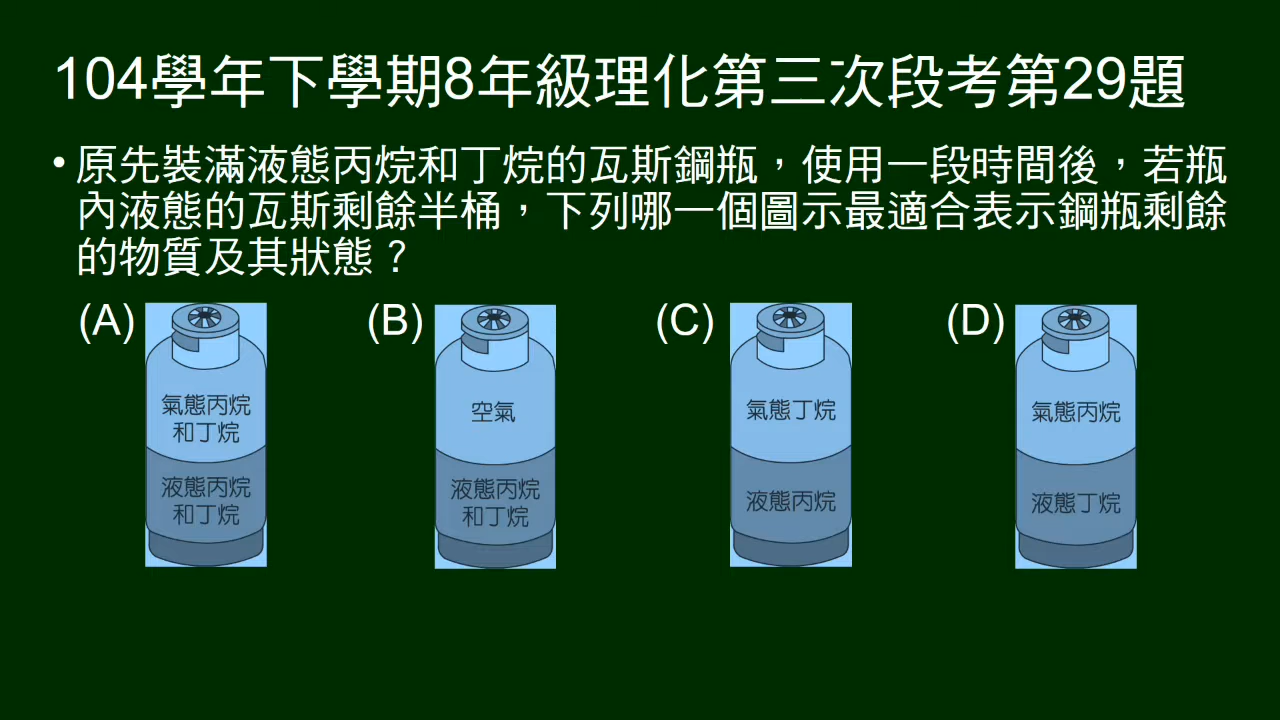 104學年下學期8年級理化第三次段考第29題
•原先裝滿液態丙烷和丁烷的瓦斯鋼瓶，使用一段時間後，若瓶
內液態的瓦斯剩餘半桶，下列哪一個圖示最適合表示鋼瓶剩餘
的物質及其狀態？
(A)
氣態丙烷
和丁烷
液態丙烷
和丁烷
(B)
空氣
液態丙烷
和丁烷
(C)
氣態丁烷
液態丙烷
(D)
氣態丙烷
液態丁烷